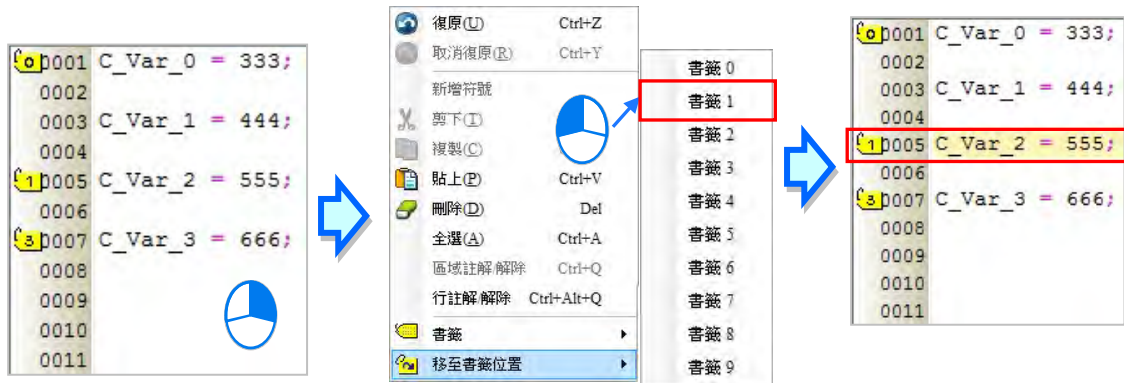 0 0001 C_Var_0 = 333;
0002
0003 C_Var_1 = 444;
0004
1 0005 C_Var_2 = 555;
0006
3 0007 C_Var_3 = 666;
0008
0009
0010
0011
復原(U) Ctrl+Z
取消復原(R) Ctrl+Y
新增符號
剪下(T)
複製(C)
貼上(P) Ctrl+V
刪除(D) Del
全選(A) Ctrl+A
區域註解/解除 Ctrl+Q
行註解/解除 Ctrl+Alt+Q
書籤
移至書籤位置
書籤 0
書籤 1
書籤 2
書籤 3
書籤 4
書籤 5
書籤 6
書籤 7
書籤 8
書籤 9
0 0001 C_Var_0 = 333;
0002
0003 C_Var_1 = 444;
0004
1 0005 C_Var_2 = 555;
0006
3 0007 C_Var_3 = 666;
0008
0009
0010
0011